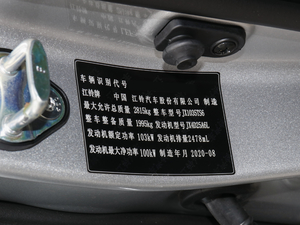 车辆识别代号
江铃牌 中国 江铃汽车股份有限公司 制造
最大允许总质量 2815kg 整车型号 JX1035TS6
整车整备质量 1995kg 发动机型号 JX4D25A6L
发动机额定功率 103kW 发动机排量 2478mL
发动机最大净功率 100kW 制造年月 2020-08